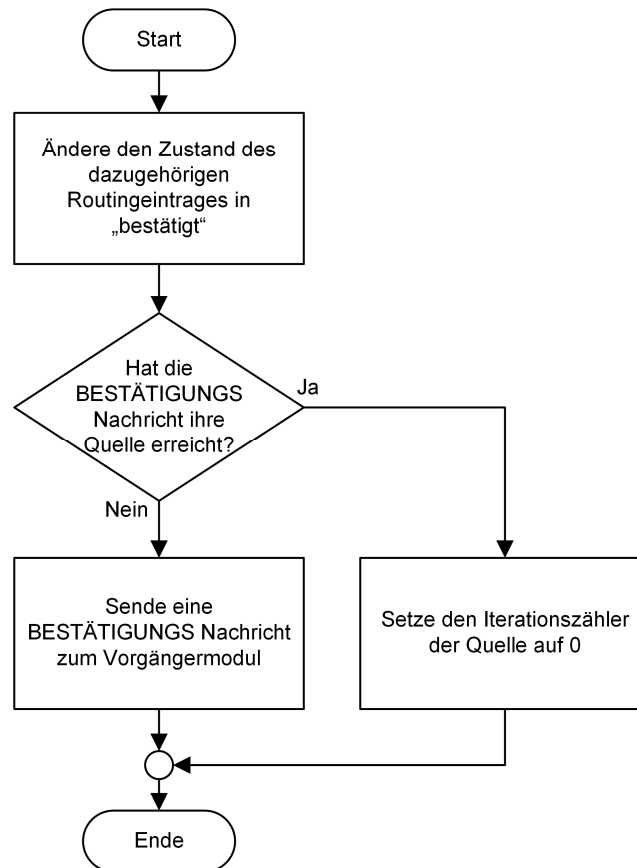 Start
Ändere den Zustand des
dazugehörigen
Routingeintrages in
„bestätigt“
Hat die
BESTÄTIGUNGS
Nachricht ihre
Quelle erreicht?
Ja
Nein
Sende eine
BESTÄTIGUNGS Nachricht
zum Vorgängermodul
Setze den Iterationszähler
der Quelle auf 0
Ende